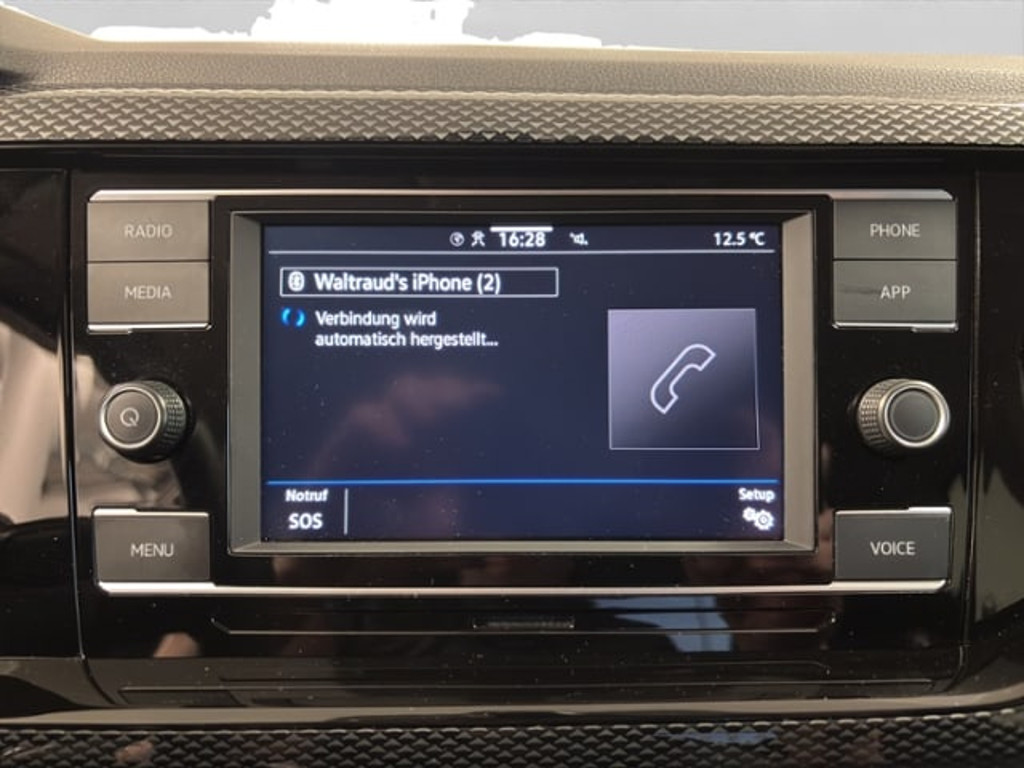 RADIO
MEDIA
MENU
16:28
12.5 °C
Waltraud's iPhone (2)
Verbindung wird
automatisch hergestellt...
Notruf
SOS
Setup
PHONE
APP
VOICE